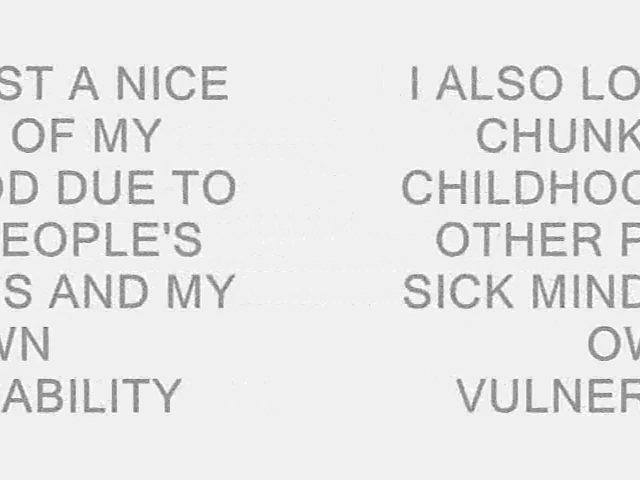 ST A NICE
OF MY
OD DUE TO
EOPLE'S
S AND MY
WN
ABILITY
I ALSO LO
CHUNK
CHILDHOO
OTHER P
SICK MIND
OW
VULNER